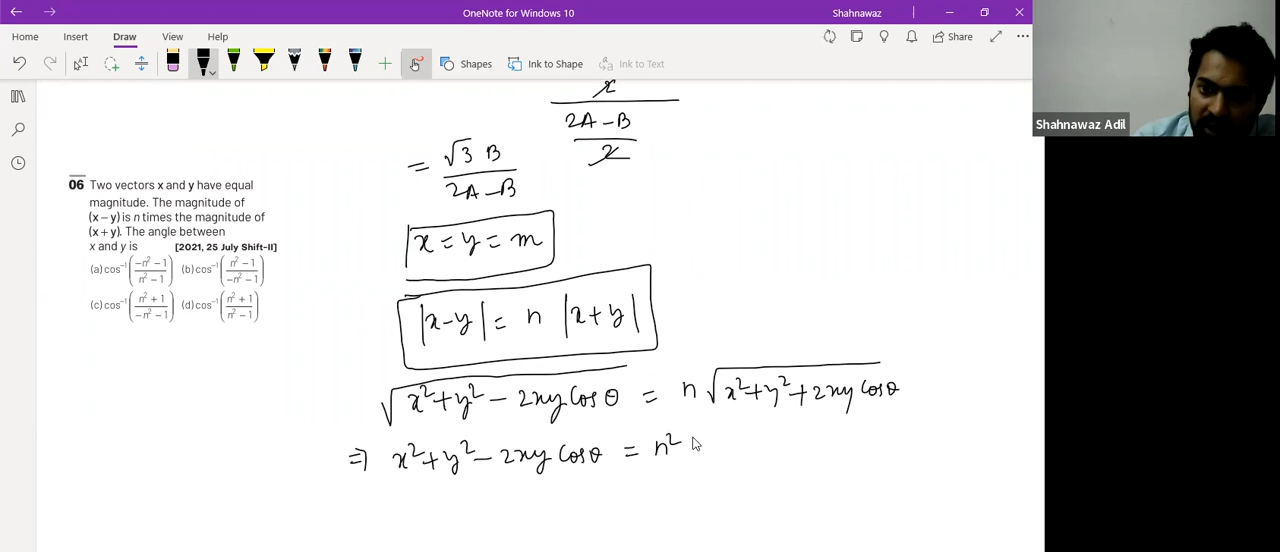 OneNote for Windows 10
Shahnawaz
Home Insert Draw View Help
Share
Shapes
Ink to Shape
Ink to Text
Shahnawaz Adil
06 Two vectors x and y have equal
magnitude. The magnitude of
(x – y) is n times the magnitude of
(x + y). The angle between
x and y is [2021, 25 July Shift-II]
(a) cos⁻¹((−n² − 1)/(n² − 1)) (b) cos⁻¹((n² − 1)/(−n² − 1))
(c) cos⁻¹((n² + 1)/(−n² − 1)) (d) cos⁻¹((n² + 1)/(n² − 1))
2A – B
2
= √3 B / (2A – B)
x = y = m
|x – y| = n |x + y|
√(x² + y² – 2xy Cos θ) = n √(x² + y² + 2xy Cos θ)
⇒ x² + y² – 2xy Cos θ = n²